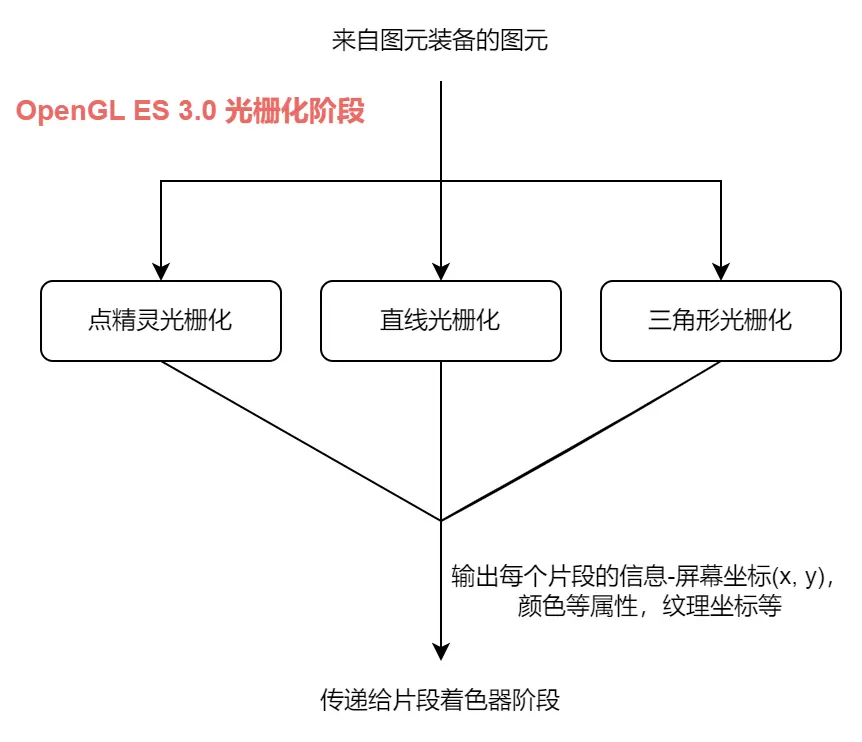 来自图元装备的图元
OpenGL ES 3.0 光栅化阶段
点精灵光栅化
直线光栅化
三角形光栅化
输出每个片段的信息-屏幕坐标(x, y)，
颜色等属性，纹理坐标等
传递给片段着色器阶段